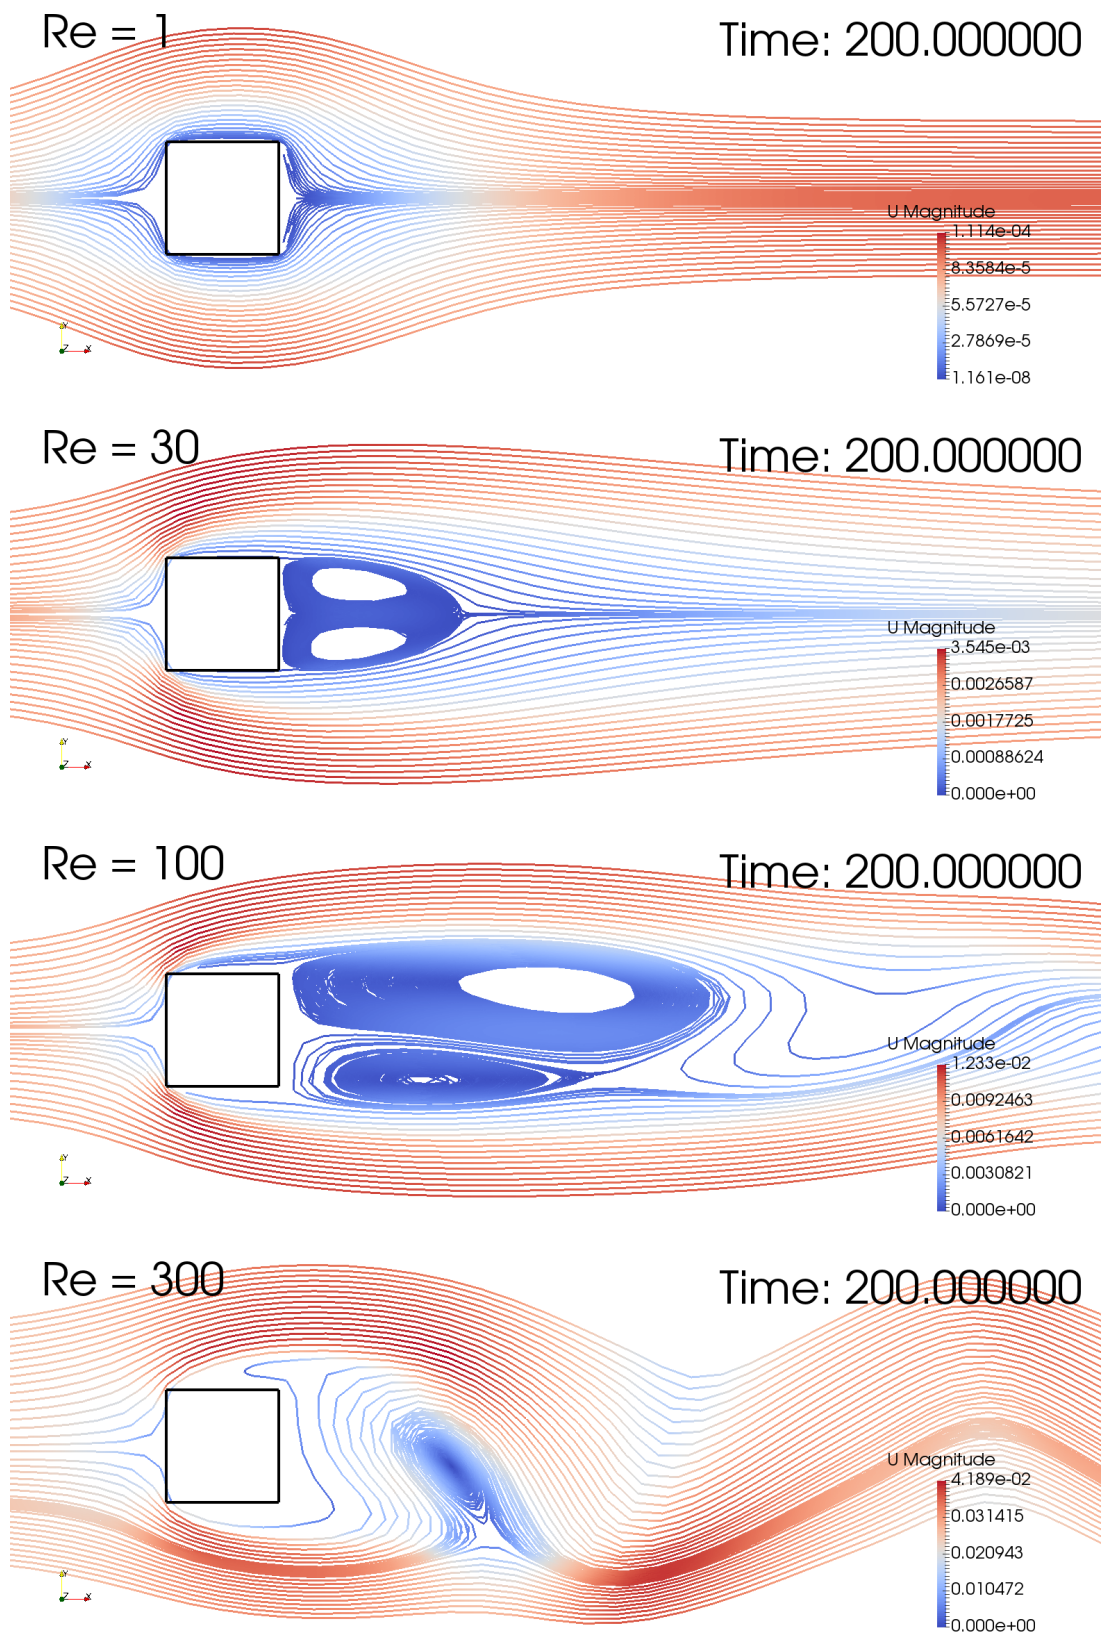 Re = 1
Time: 200.000000
U Magnitude
1.114e-04
8.3584e-5
5.5727e-5
2.7869e-5
1.161e-08
Y
Z X
Re = 30
Time: 200.000000
U Magnitude
3.545e-03
0.0026587
0.0017725
0.00088624
0.000e+00
Y
Z X
Re = 100
Time: 200.000000
U Magnitude
1.233e-02
0.0092463
0.0061642
0.0030821
0.000e+00
Y
Z X
Re = 300
Time: 200.000000
U Magnitude
4.189e-02
0.031415
0.020943
0.010472
0.000e+00
Y
Z X